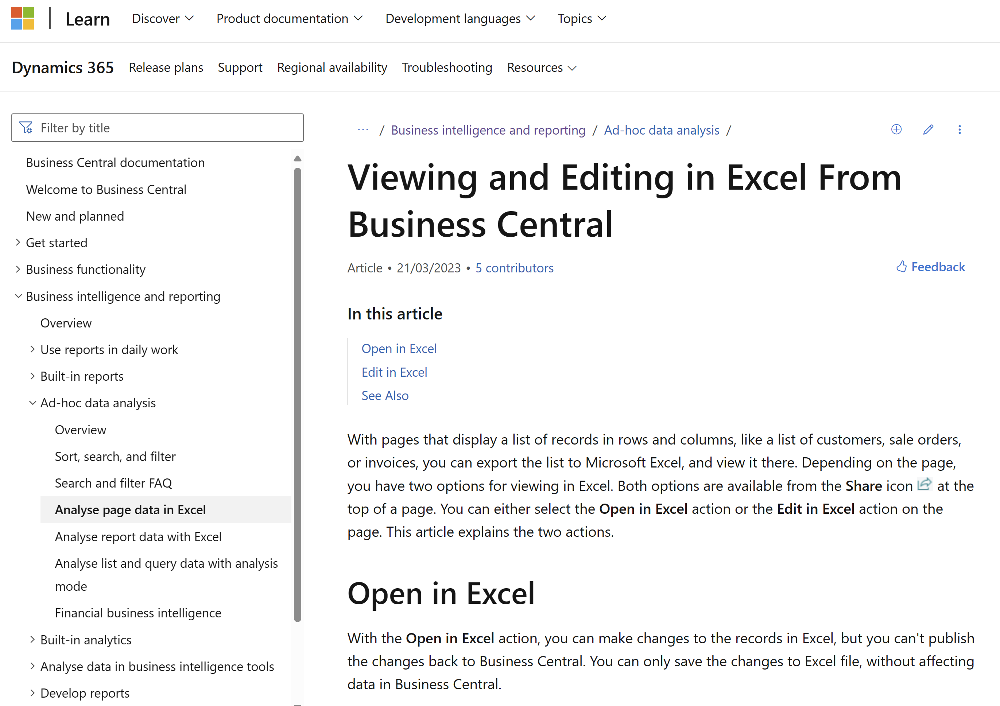 Learn Discover Product documentation Development languages Topics
Dynamics 365 Release plans Support Regional availability Troubleshooting Resources
Filter by title
Business Central documentation
Welcome to Business Central
New and planned
Get started
Business functionality
Business intelligence and reporting
Overview
Use reports in daily work
Built-in reports
Ad-hoc data analysis
Overview
Sort, search, and filter
Search and filter FAQ
Analyse page data in Excel
Analyse report data with Excel
Analyse list and query data with analysis
mode
Financial business intelligence
Built-in analytics
Analyse data in business intelligence tools
Develop reports
··· / Business intelligence and reporting / Ad-hoc data analysis /
Viewing and Editing in Excel From
Business Central
Article • 21/03/2023 • 5 contributors
Feedback
In this article
Open in Excel
Edit in Excel
See Also
With pages that display a list of records in rows and columns, like a list of customers, sale orders,
or invoices, you can export the list to Microsoft Excel, and view it there. Depending on the page,
you have two options for viewing in Excel. Both options are available from the Share icon at the
top of a page. You can either select the Open in Excel action or the Edit in Excel action on the
page. This article explains the two actions.
Open in Excel
With the Open in Excel action, you can make changes to the records in Excel, but you can't publish
the changes back to Business Central. You can only save the changes to Excel file, without affecting
data in Business Central.